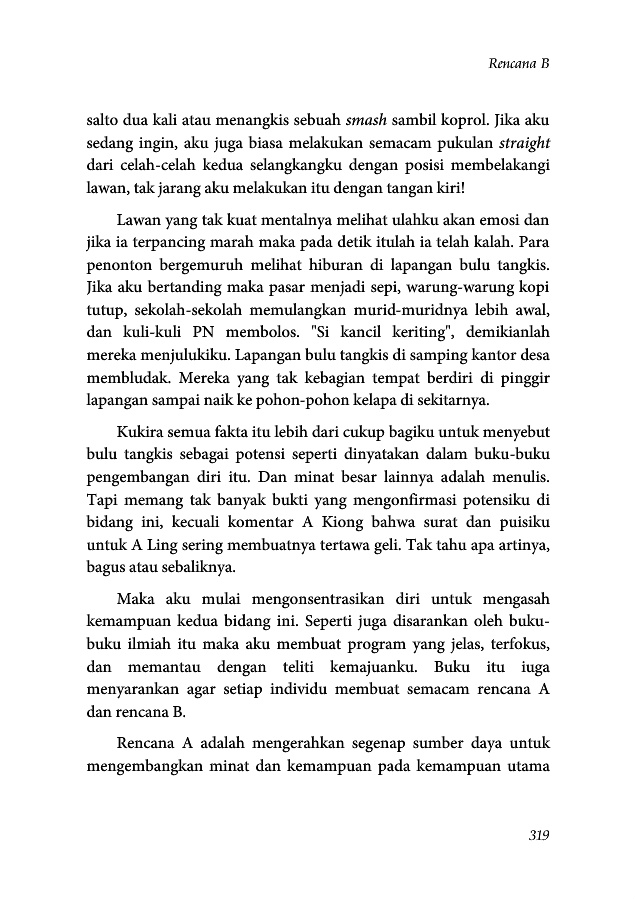 Rencana B
salto dua kali atau menangkis sebuah smash sambil koprol. Jika aku
sedang ingin, aku juga biasa melakukan semacam pukulan straight
dari celah-celah kedua selangkangku dengan posisi membelakangi
lawan, tak jarang aku melakukan itu dengan tangan kiri!
Lawan yang tak kuat mentalnya melihat ulahku akan emosi dan
jika ia terpancing marah maka pada detik itulah ia telah kalah. Para
penonton bergemuruh melihat hiburan di lapangan bulu tangkis.
Jika aku bertanding maka pasar menjadi sepi, warung-warung kopi
tutup, sekolah-sekolah memulangkan murid-muridnya lebih awal,
dan kuli-kuli PN membolos. "Si kancil keriting", demikianlah
mereka menjulukiku. Lapangan bulu tangkis di samping kantor desa
membludak. Mereka yang tak kebagian tempat berdiri di pinggir
lapangan sampai naik ke pohon-pohon kelapa di sekitarnya.
Kukira semua fakta itu lebih dari cukup bagiku untuk menyebut
bulu tangkis sebagai potensi seperti dinyatakan dalam buku-buku
pengembangan diri itu. Dan minat besar lainnya adalah menulis.
Tapi memang tak banyak bukti yang mengonfirmasi potensiku di
bidang ini, kecuali komentar A Kiong bahwa surat dan puisiku
untuk A Ling sering membuatnya tertawa geli. Tak tahu apa artinya,
bagus atau sebaliknya.
Maka aku mulai mengonsentrasikan diri untuk mengasah
kemampuan kedua bidang ini. Seperti juga disarankan oleh buku-
buku ilmiah itu maka aku membuat program yang jelas, terfokus,
dan memantau dengan teliti kemajuanku. Buku itu iuga
menyarankan agar setiap individu membuat semacam rencana A
dan rencana B.
Rencana A adalah mengerahkan segenap sumber daya untuk
mengembangkan minat dan kemampuan pada kemampuan utama
319